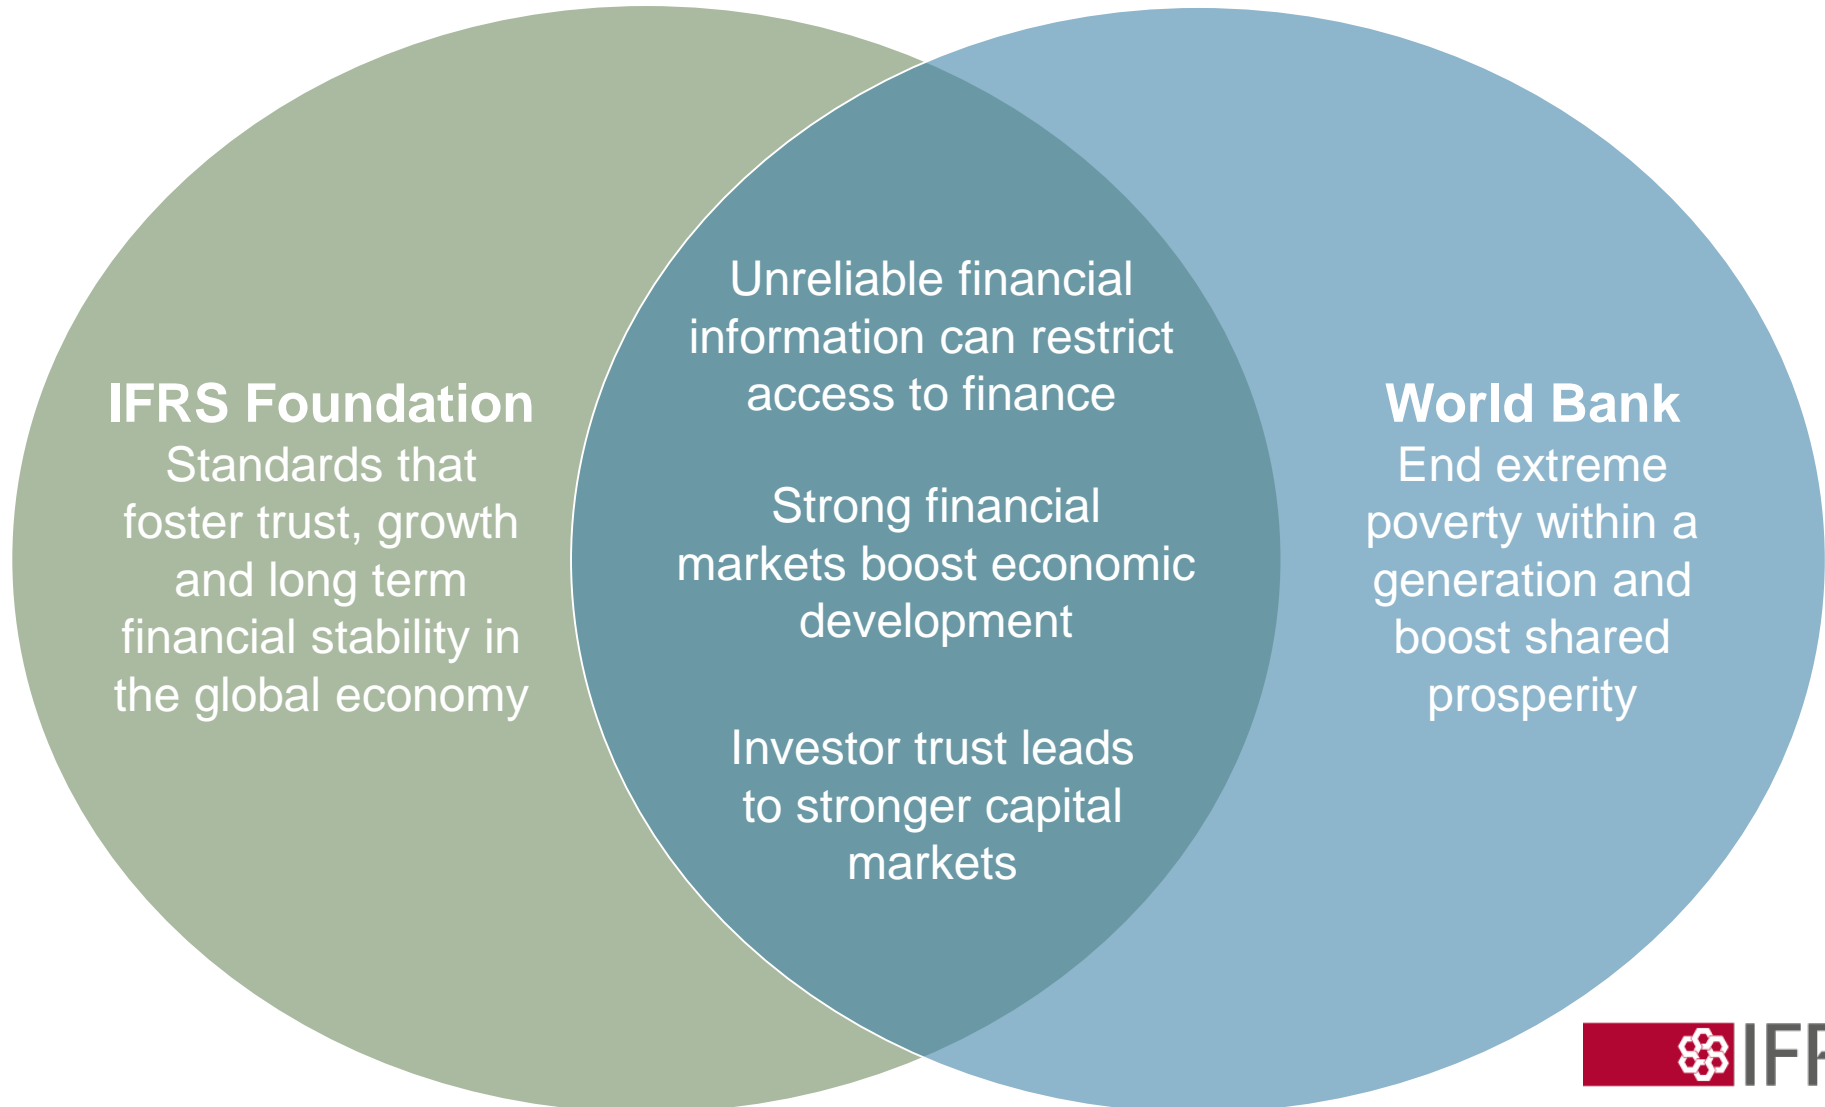 IFRS Foundation
Standards that
foster trust, growth
and long term
financial stability in
the global economy
Unreliable financial
information can restrict
access to finance
Strong financial
markets boost economic
development
Investor trust leads
to stronger capital
markets
World Bank
End extreme
poverty within a
generation and
boost shared
prosperity